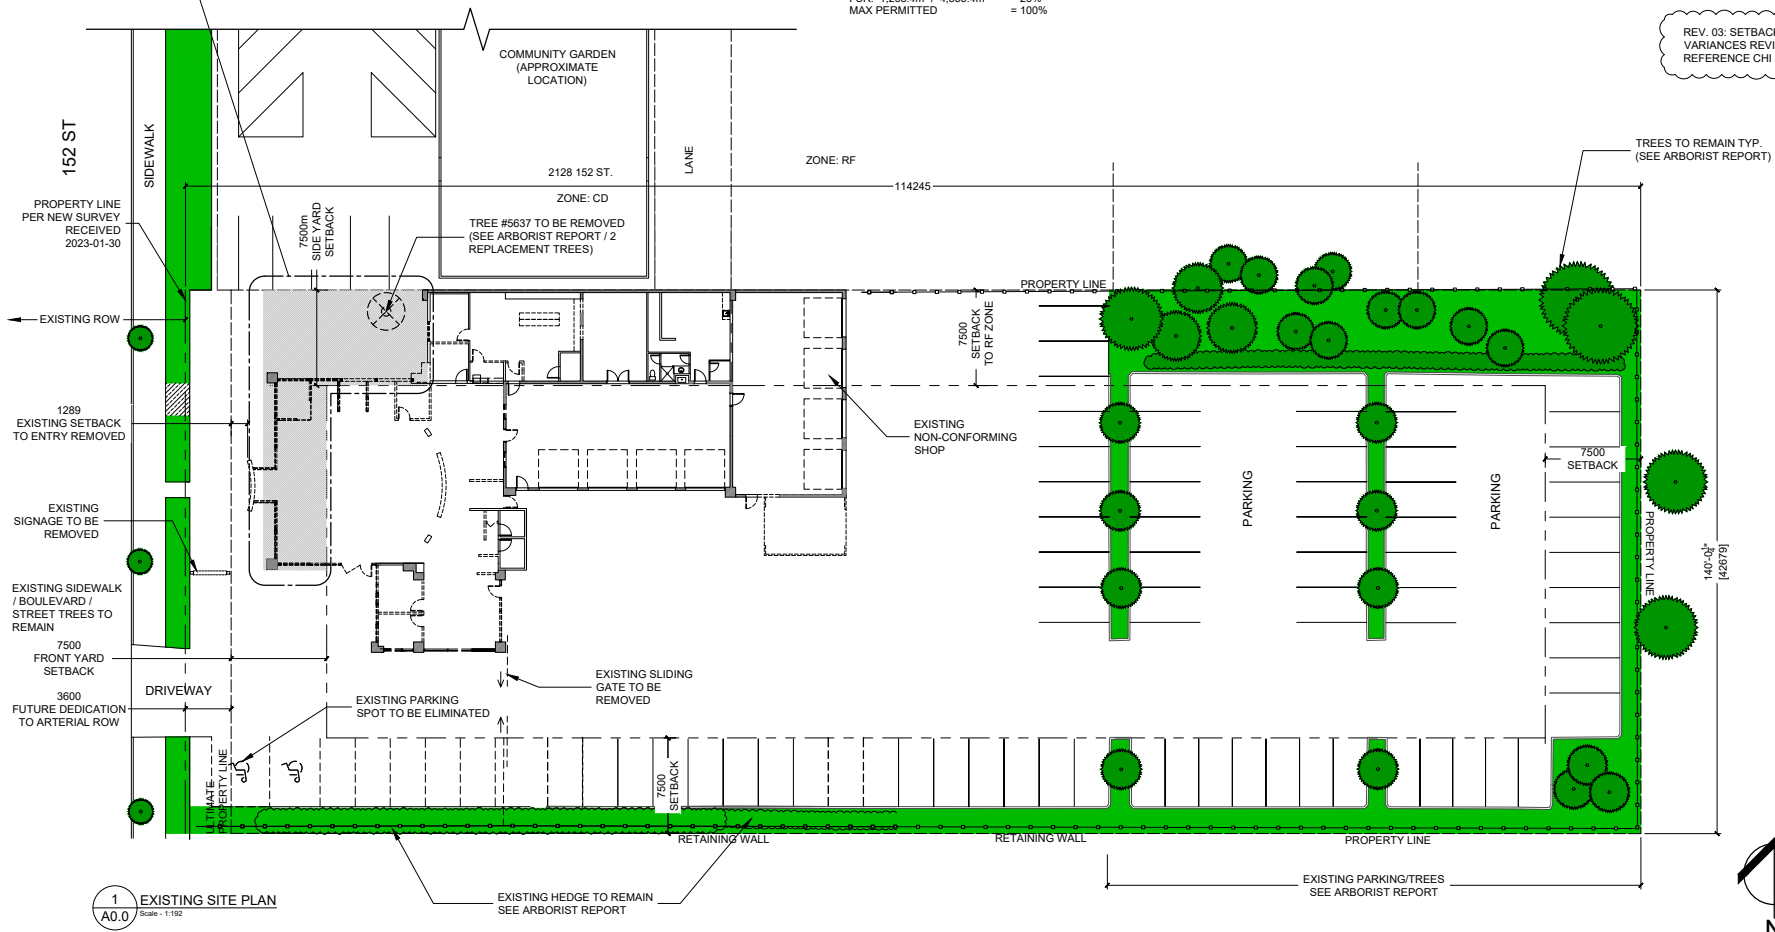 MAX PERMITTED = 100%
REV. 03: SETBACK
VARIANCES REVI
REFERENCE CHI
COMMUNITY GARDEN
(APPROXIMATE
LOCATION)
152 ST
SIDEWALK
LANE
ZONE: RF
TREES TO REMAIN TYP.
(SEE ARBORIST REPORT)
2128 152 ST.
ZONE: CD
114245
PROPERTY LINE
PER NEW SURVEY
RECEIVED
2023-01-30
7500m
SIDE YARD
SETBACK
TREE #5637 TO BE REMOVED
(SEE ARBORIST REPORT / 2
REPLACEMENT TREES)
PROPERTY LINE
EXISTING ROW
7500
SETBACK
TO RF ZONE
1289
EXISTING SETBACK
TO ENTRY REMOVED
EXISTING
NON-CONFORMING
SHOP
7500
SETBACK
PARKING
PARKING
EXISTING
SIGNAGE TO BE
REMOVED
PROPERTY LINE
140'-0¼"
[42679]
EXISTING SIDEWALK
/ BOULEVARD /
STREET TREES TO
REMAIN
7500
FRONT YARD
SETBACK
EXISTING SLIDING
GATE TO BE
REMOVED
DRIVEWAY
3600
FUTURE DEDICATION
TO ARTERIAL ROW
EXISTING PARKING
SPOT TO BE ELIMINATED
LTIMATE
PROPERTY LINE
7500
SETBACK
RETAINING WALL
RETAINING WALL
PROPERTY LINE
EXISTING PARKING/TREES
SEE ARBORIST REPORT
EXISTING HEDGE TO REMAIN
SEE ARBORIST REPORT
1
A0.0
EXISTING SITE PLAN
Scale - 1:192
N